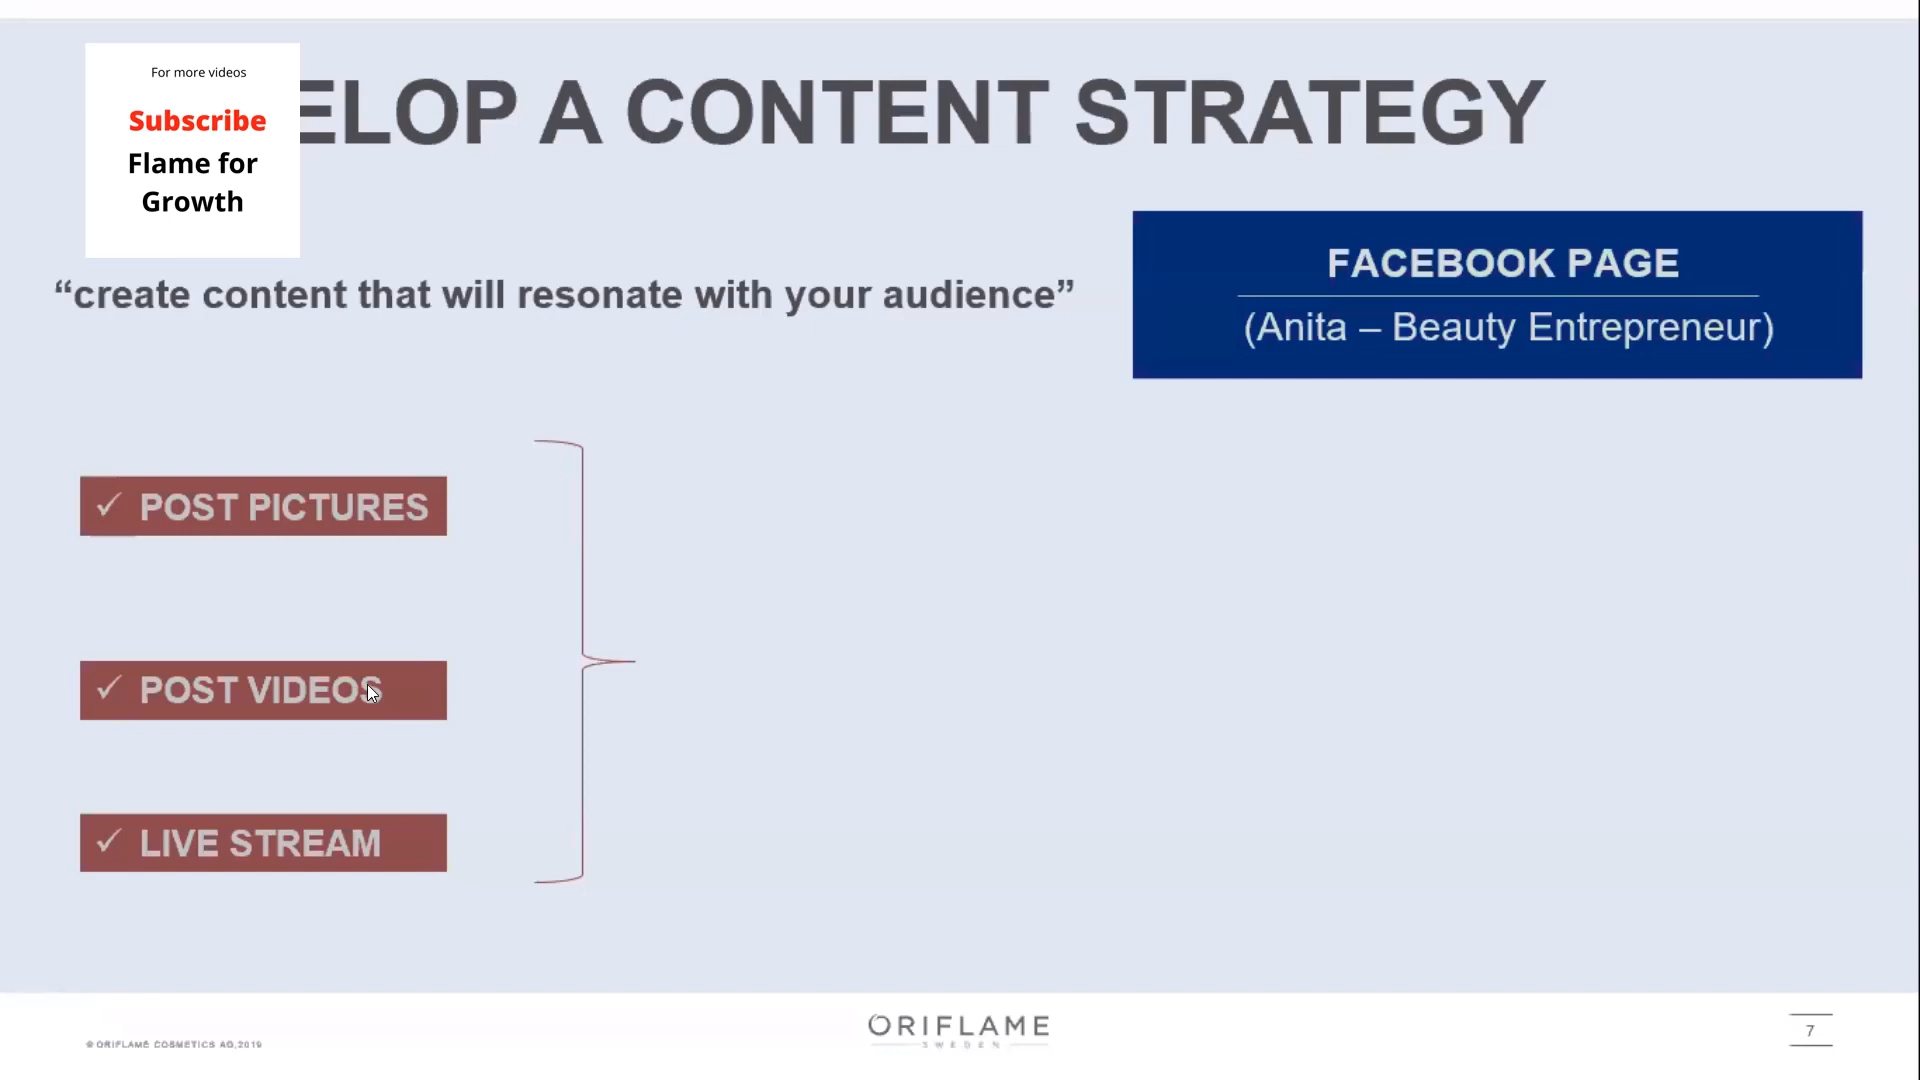 For more videos
Subscribe
Flame for
Growth
ELOP A CONTENT STRATEGY
“create content that will resonate with your audience”
FACEBOOK PAGE
(Anita – Beauty Entrepreneur)
✓ POST PICTURES
✓ POST VIDEOS
✓ LIVE STREAM
© ORIFLAME COSMETICS AG, 2019
ORIFLAME
SWEDEN
7